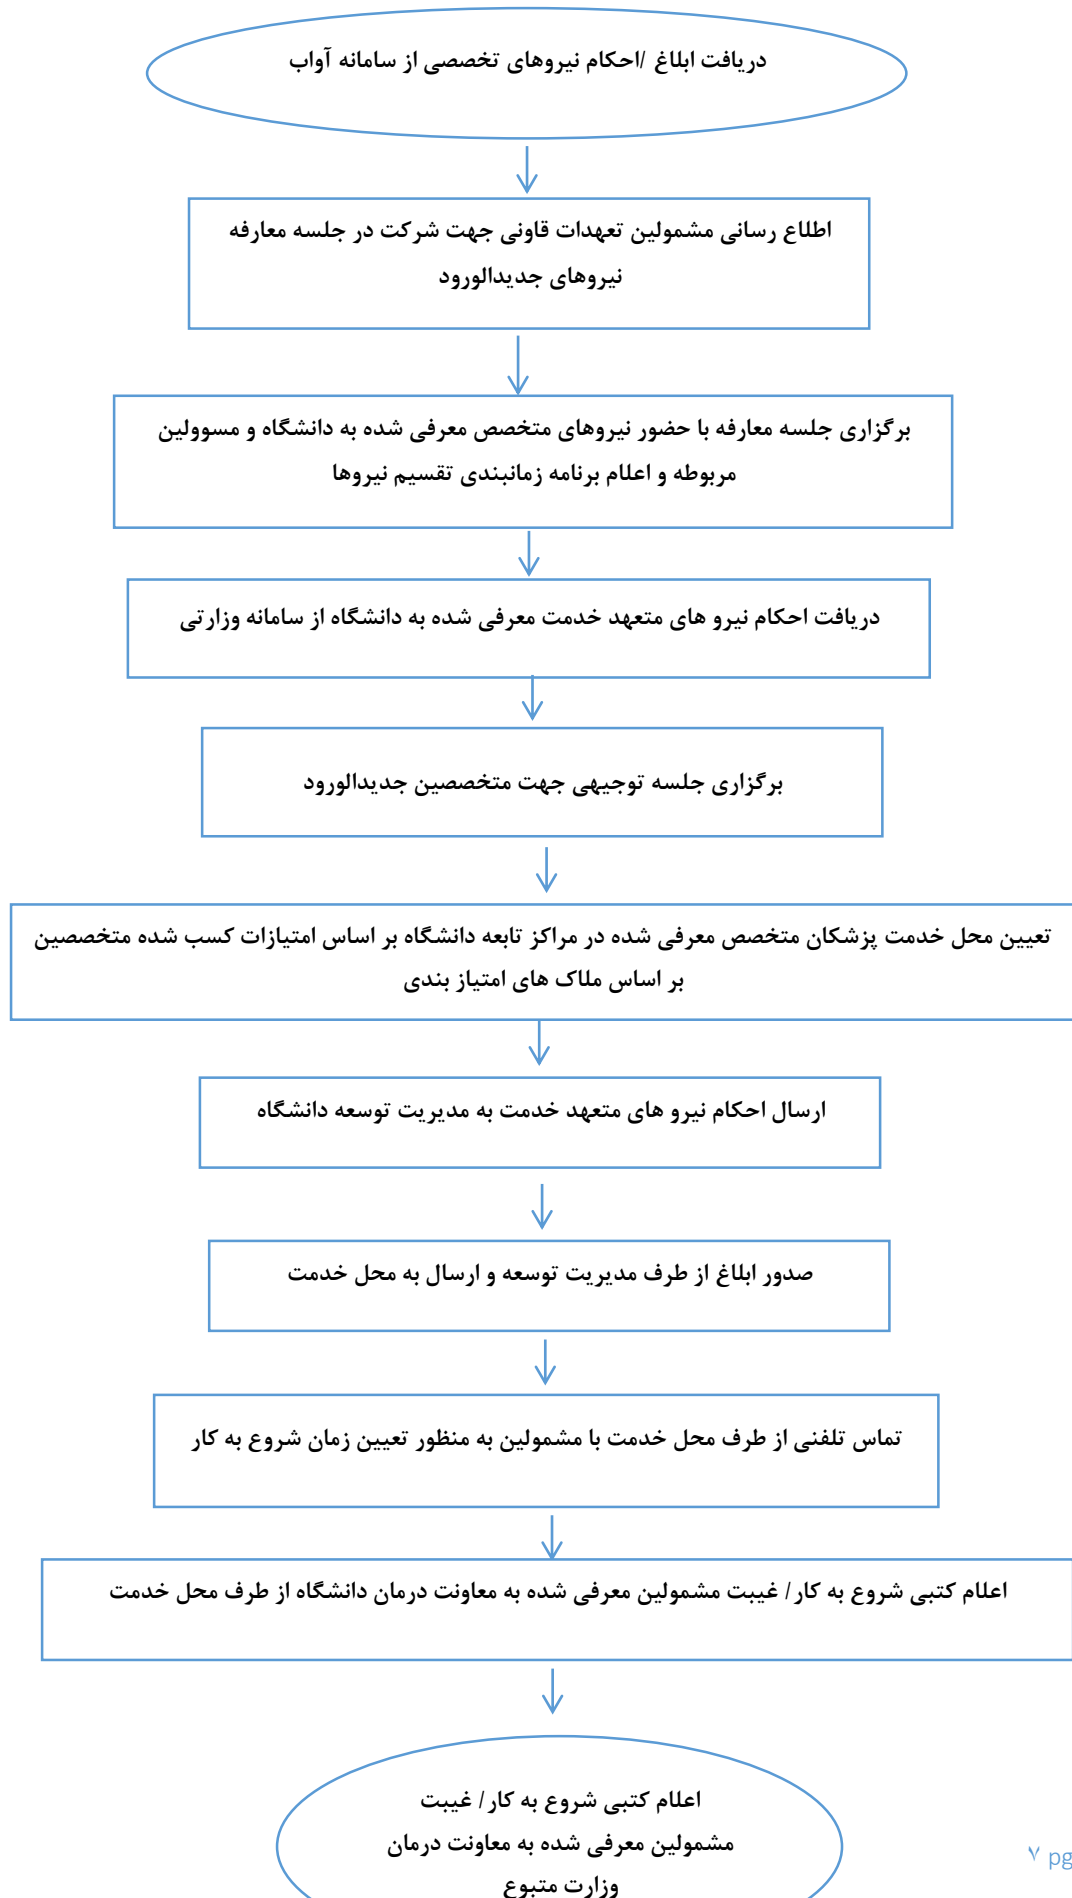 دریافت ابلاغ /احکام نیروهای تخصصی از سامانه آواب
اطلاع رسانی مشمولین تعهدات قاونی جهت شرکت در جلسه معارفه
نیروهای جدیدالورود
برگزاری جلسه معارفه با حضور نیروهای متخصص معرفی شده به دانشگاه و مسوولین
مربوطه و اعلام برنامه زمانبندی تقسیم نیروها
دریافت احکام نیرو های متعهد خدمت معرفی شده به دانشگاه از سامانه وزارتی
برگزاری جلسه توجیهی جهت متخصصین جدیدالورود
تعیین محل خدمت پزشکان متخصص معرفی شده در مراکز تابعه دانشگاه بر اساس امتیازات کسب شده متخصصین
بر اساس ملاک های امتیاز بندی
ارسال احکام نیرو های متعهد خدمت به مدیریت توسعه دانشگاه
صدور ابلاغ از طرف مدیریت توسعه و ارسال به محل خدمت
تماس تلفنی از طرف محل خدمت با مشمولین به منظور تعیین زمان شروع به کار
اعلام کتبی شروع به کار/ غیبت مشمولین معرفی شده به معاونت درمان دانشگاه از طرف محل خدمت
اعلام کتبی شروع به کار/ غیبت
مشمولین معرفی شده به معاونت درمان
وزارت متبوع
۷ pg